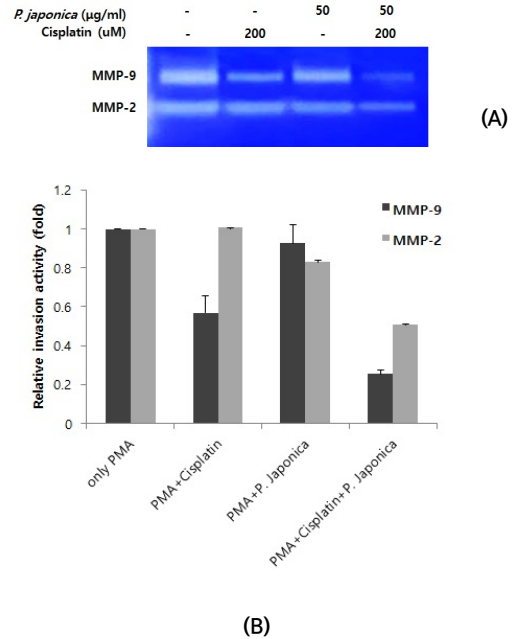 P. japonica (μg/ml) - - 50 50
Cisplatin (uM) - 200 - 200
MMP-9
MMP-2
(A)
1.2
1
0.8
0.6
0.4
0.2
0
Relative invasion activity (fold)
MMP-9
MMP-2
only PMA
PMA+Cisplatin
PMA+P. Japonica
PMA+Cisplatin+P. Japonica
(B)